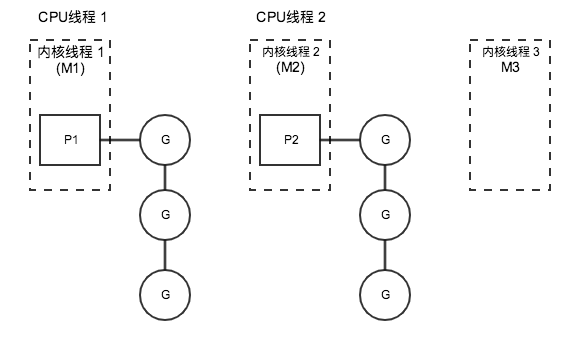 CPU线程 1
CPU线程 2
内核线程 1
(M1)
内核线程 2
(M2)
内核线程 3
M3
P1
G
P2
G
G
G
G
G